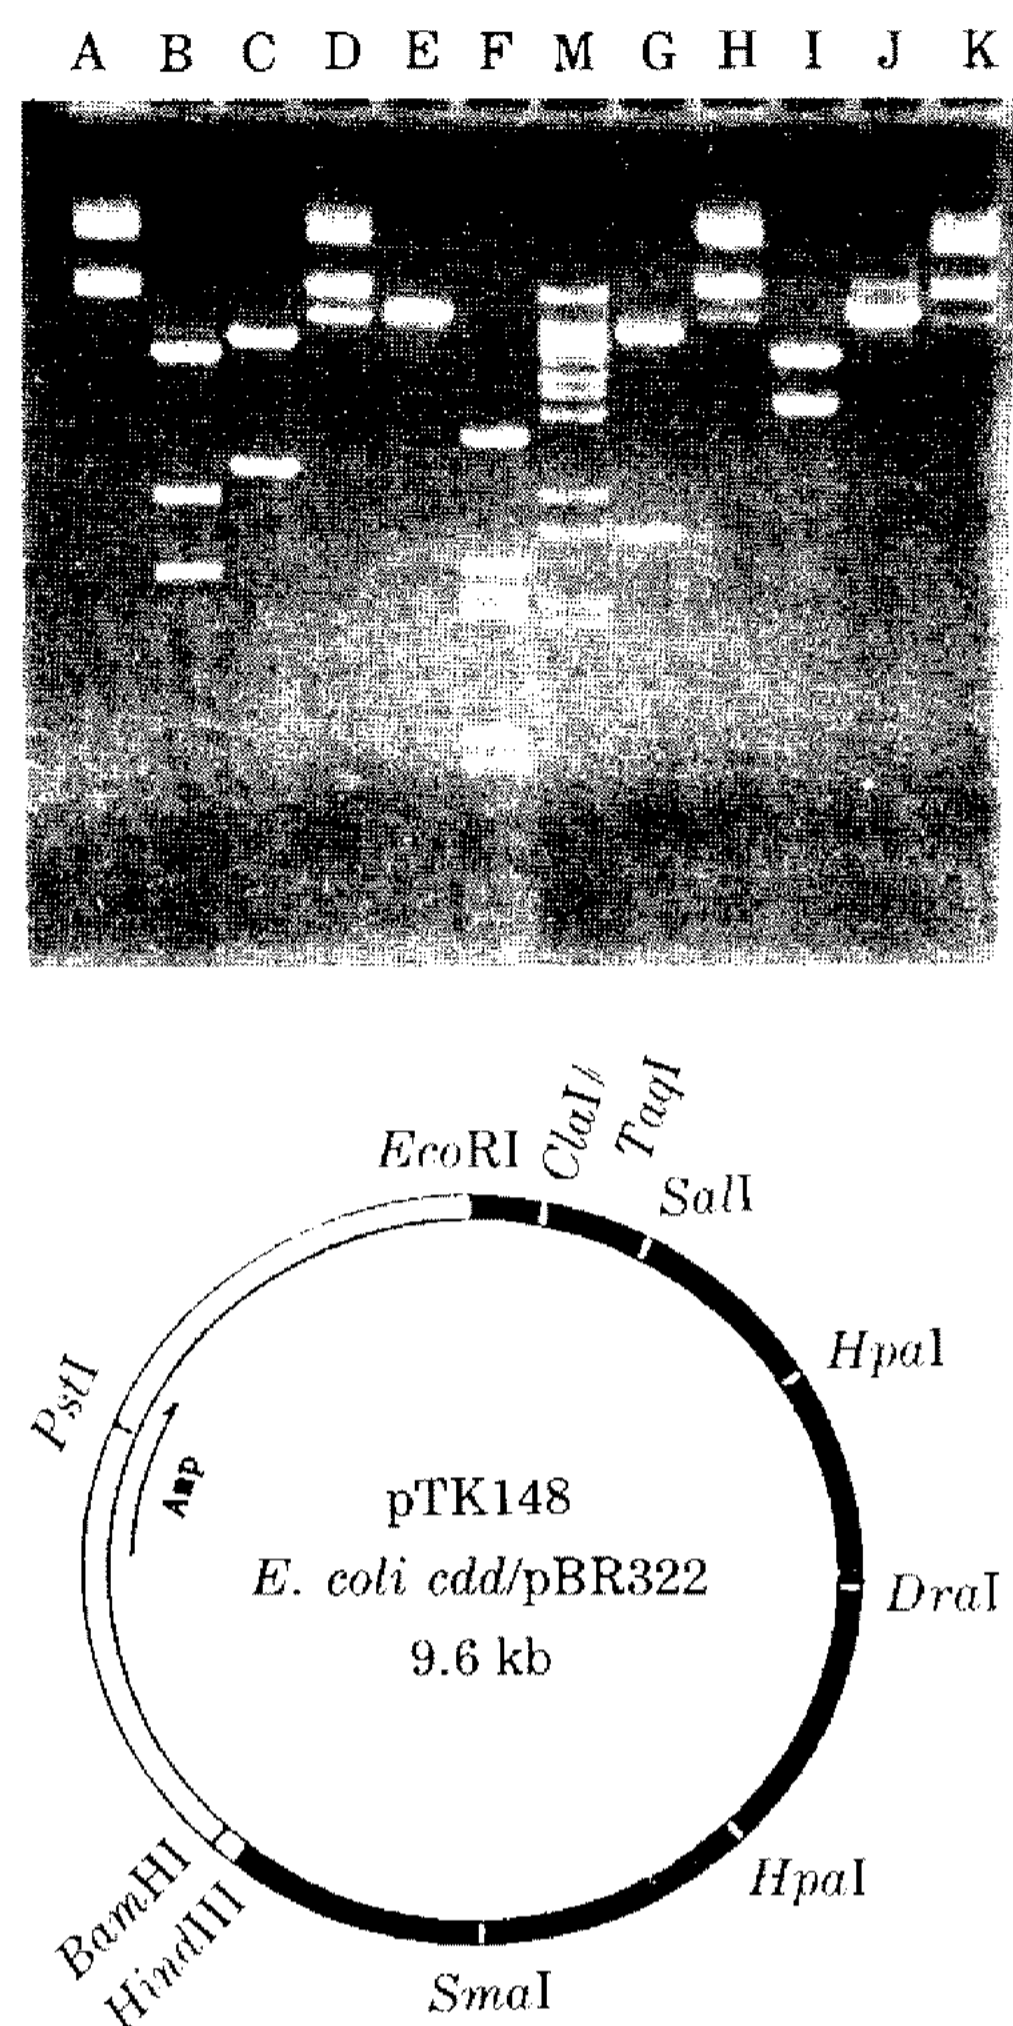 A B C D E F M G H I J K
EcoRI
ClaI/
TaqI
SalI
HpaI
PstI
Amp
pTK148
E. coli cdd/pBR322
9.6 kb
DraI
HpaI
BamHI
HindIII
SmaI